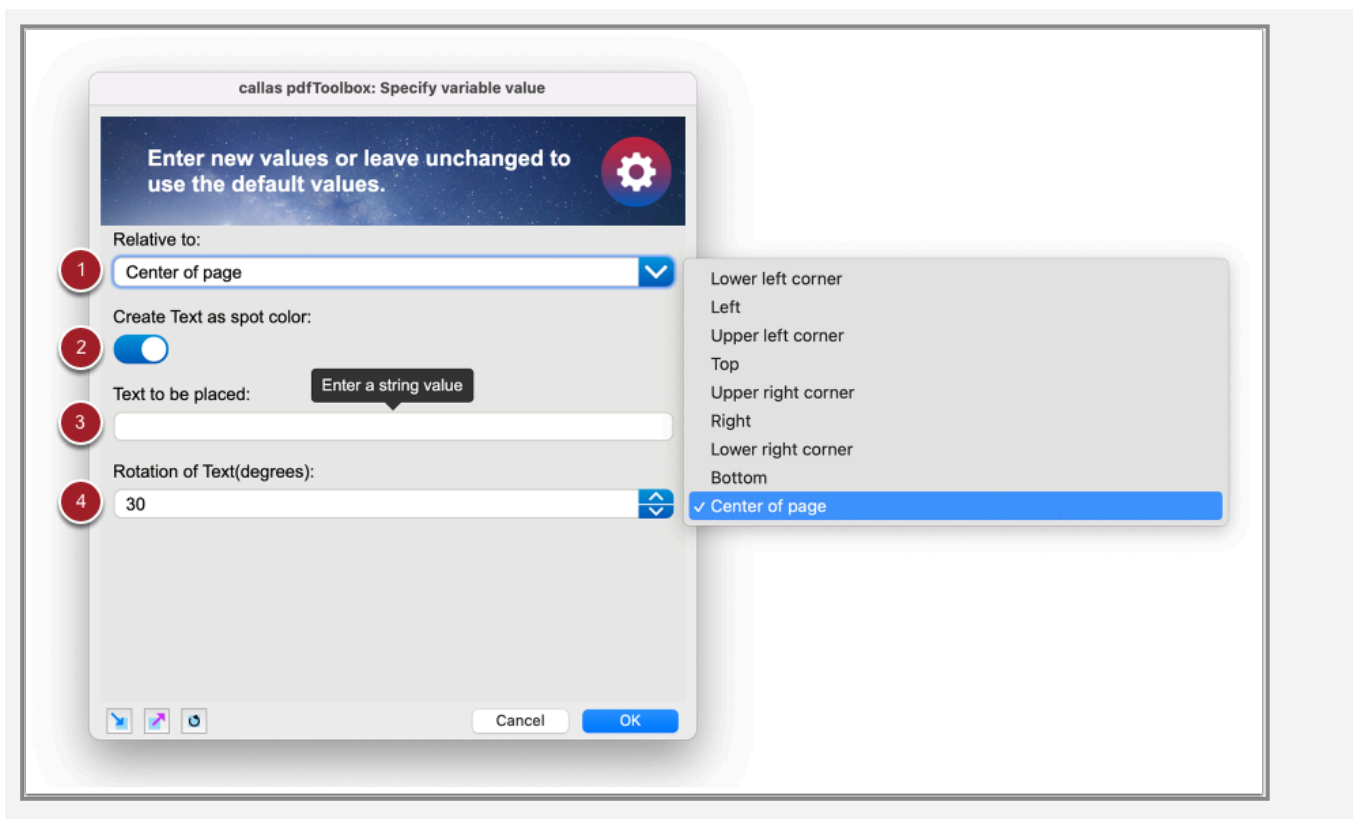 callas pdfToolbox: Specify variable value
Enter new values or leave unchanged to
use the default values.
Relative to:
1
Center of page
Create Text as spot color:
2
Text to be placed:
Enter a string value
3
Rotation of Text(degrees):
4
30
Cancel
OK
Lower left corner
Left
Upper left corner
Top
Upper right corner
Right
Lower right corner
Bottom
✓ Center of page